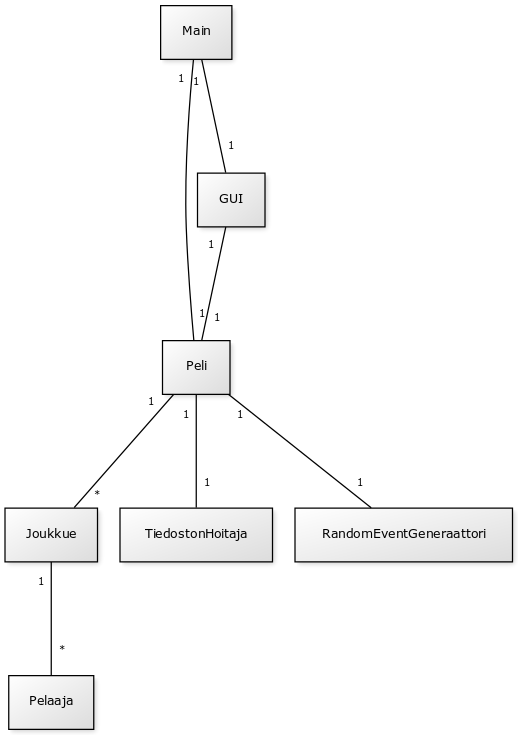 Main
1 1
1
GUI
1
1 1
Peli
1 1 1
* 1 1
Joukkue TiedostonHoitaja RandomEventGeneraattori
1
*
Pelaaja